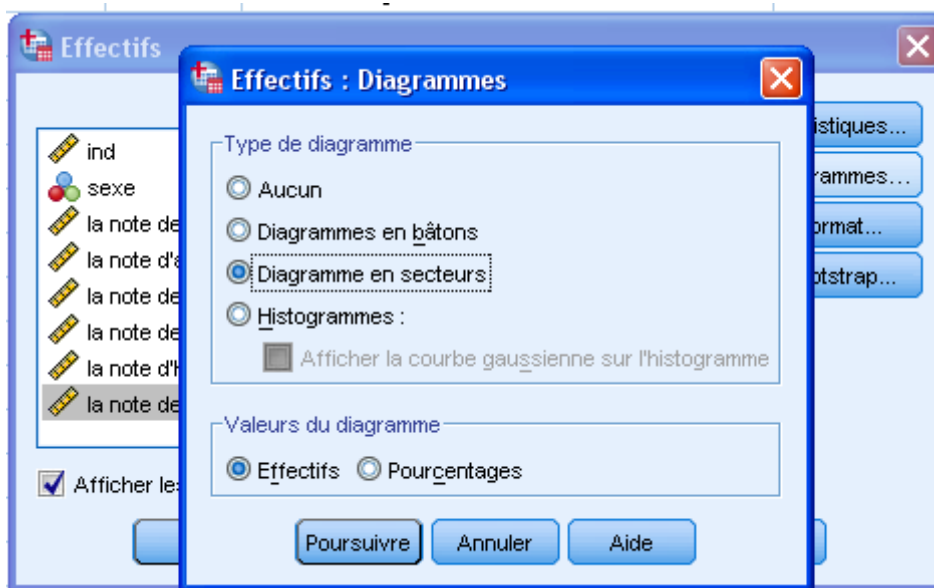 Effectifs
Effectifs : Diagrammes
ind
sexe
la note de
la note
la note de
la note de
la note
la note de
Afficher
Type de diagramme
Aucun
Diagrammes en bâtons
Diagramme en secteurs
Histogrammes :
Afficher la courbe gaussienne sur l'histogramme
Valeurs du diagramme
Effectifs
Pourcentages
Poursuivre
Annuler
Aide
istiques...
rammes...
ormat...
otstrap...